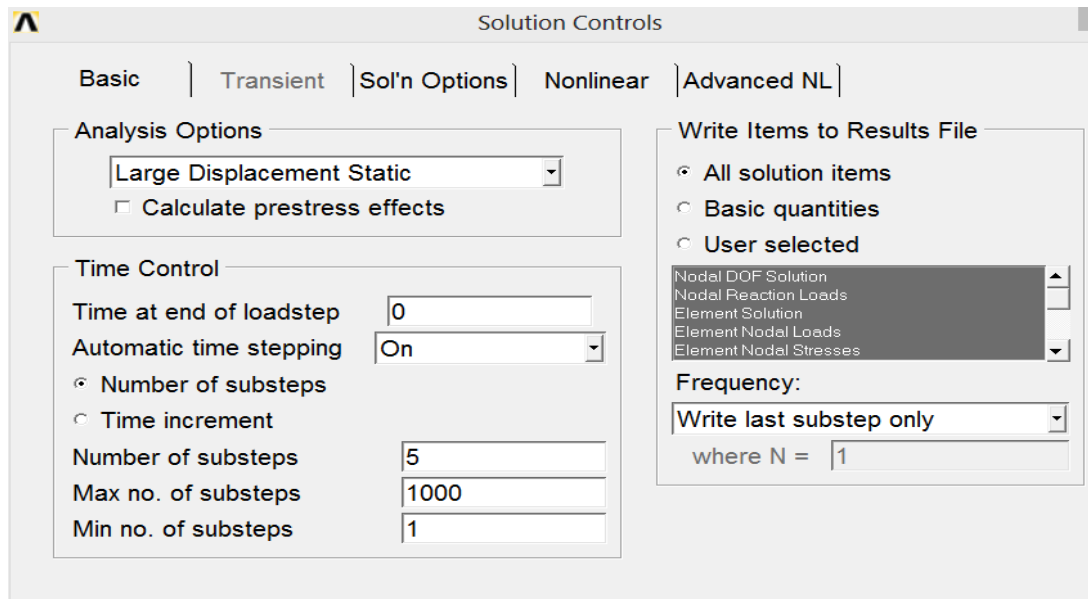 Solution Controls
Basic Transient Sol'n Options Nonlinear Advanced NL
Analysis Options
Large Displacement Static
Calculate prestress effects
Time Control
Time at end of loadstep 0
Automatic time stepping On
Number of substeps
Time increment
Number of substeps 5
Max no. of substeps 1000
Min no. of substeps 1
Write Items to Results File
All solution items
Basic quantities
User selected
Nodal DOF Solution
Nodal Reaction Loads
Element Solution
Element Nodal Loads
Element Nodal Stresses
Frequency:
Write last substep only
where N = 1